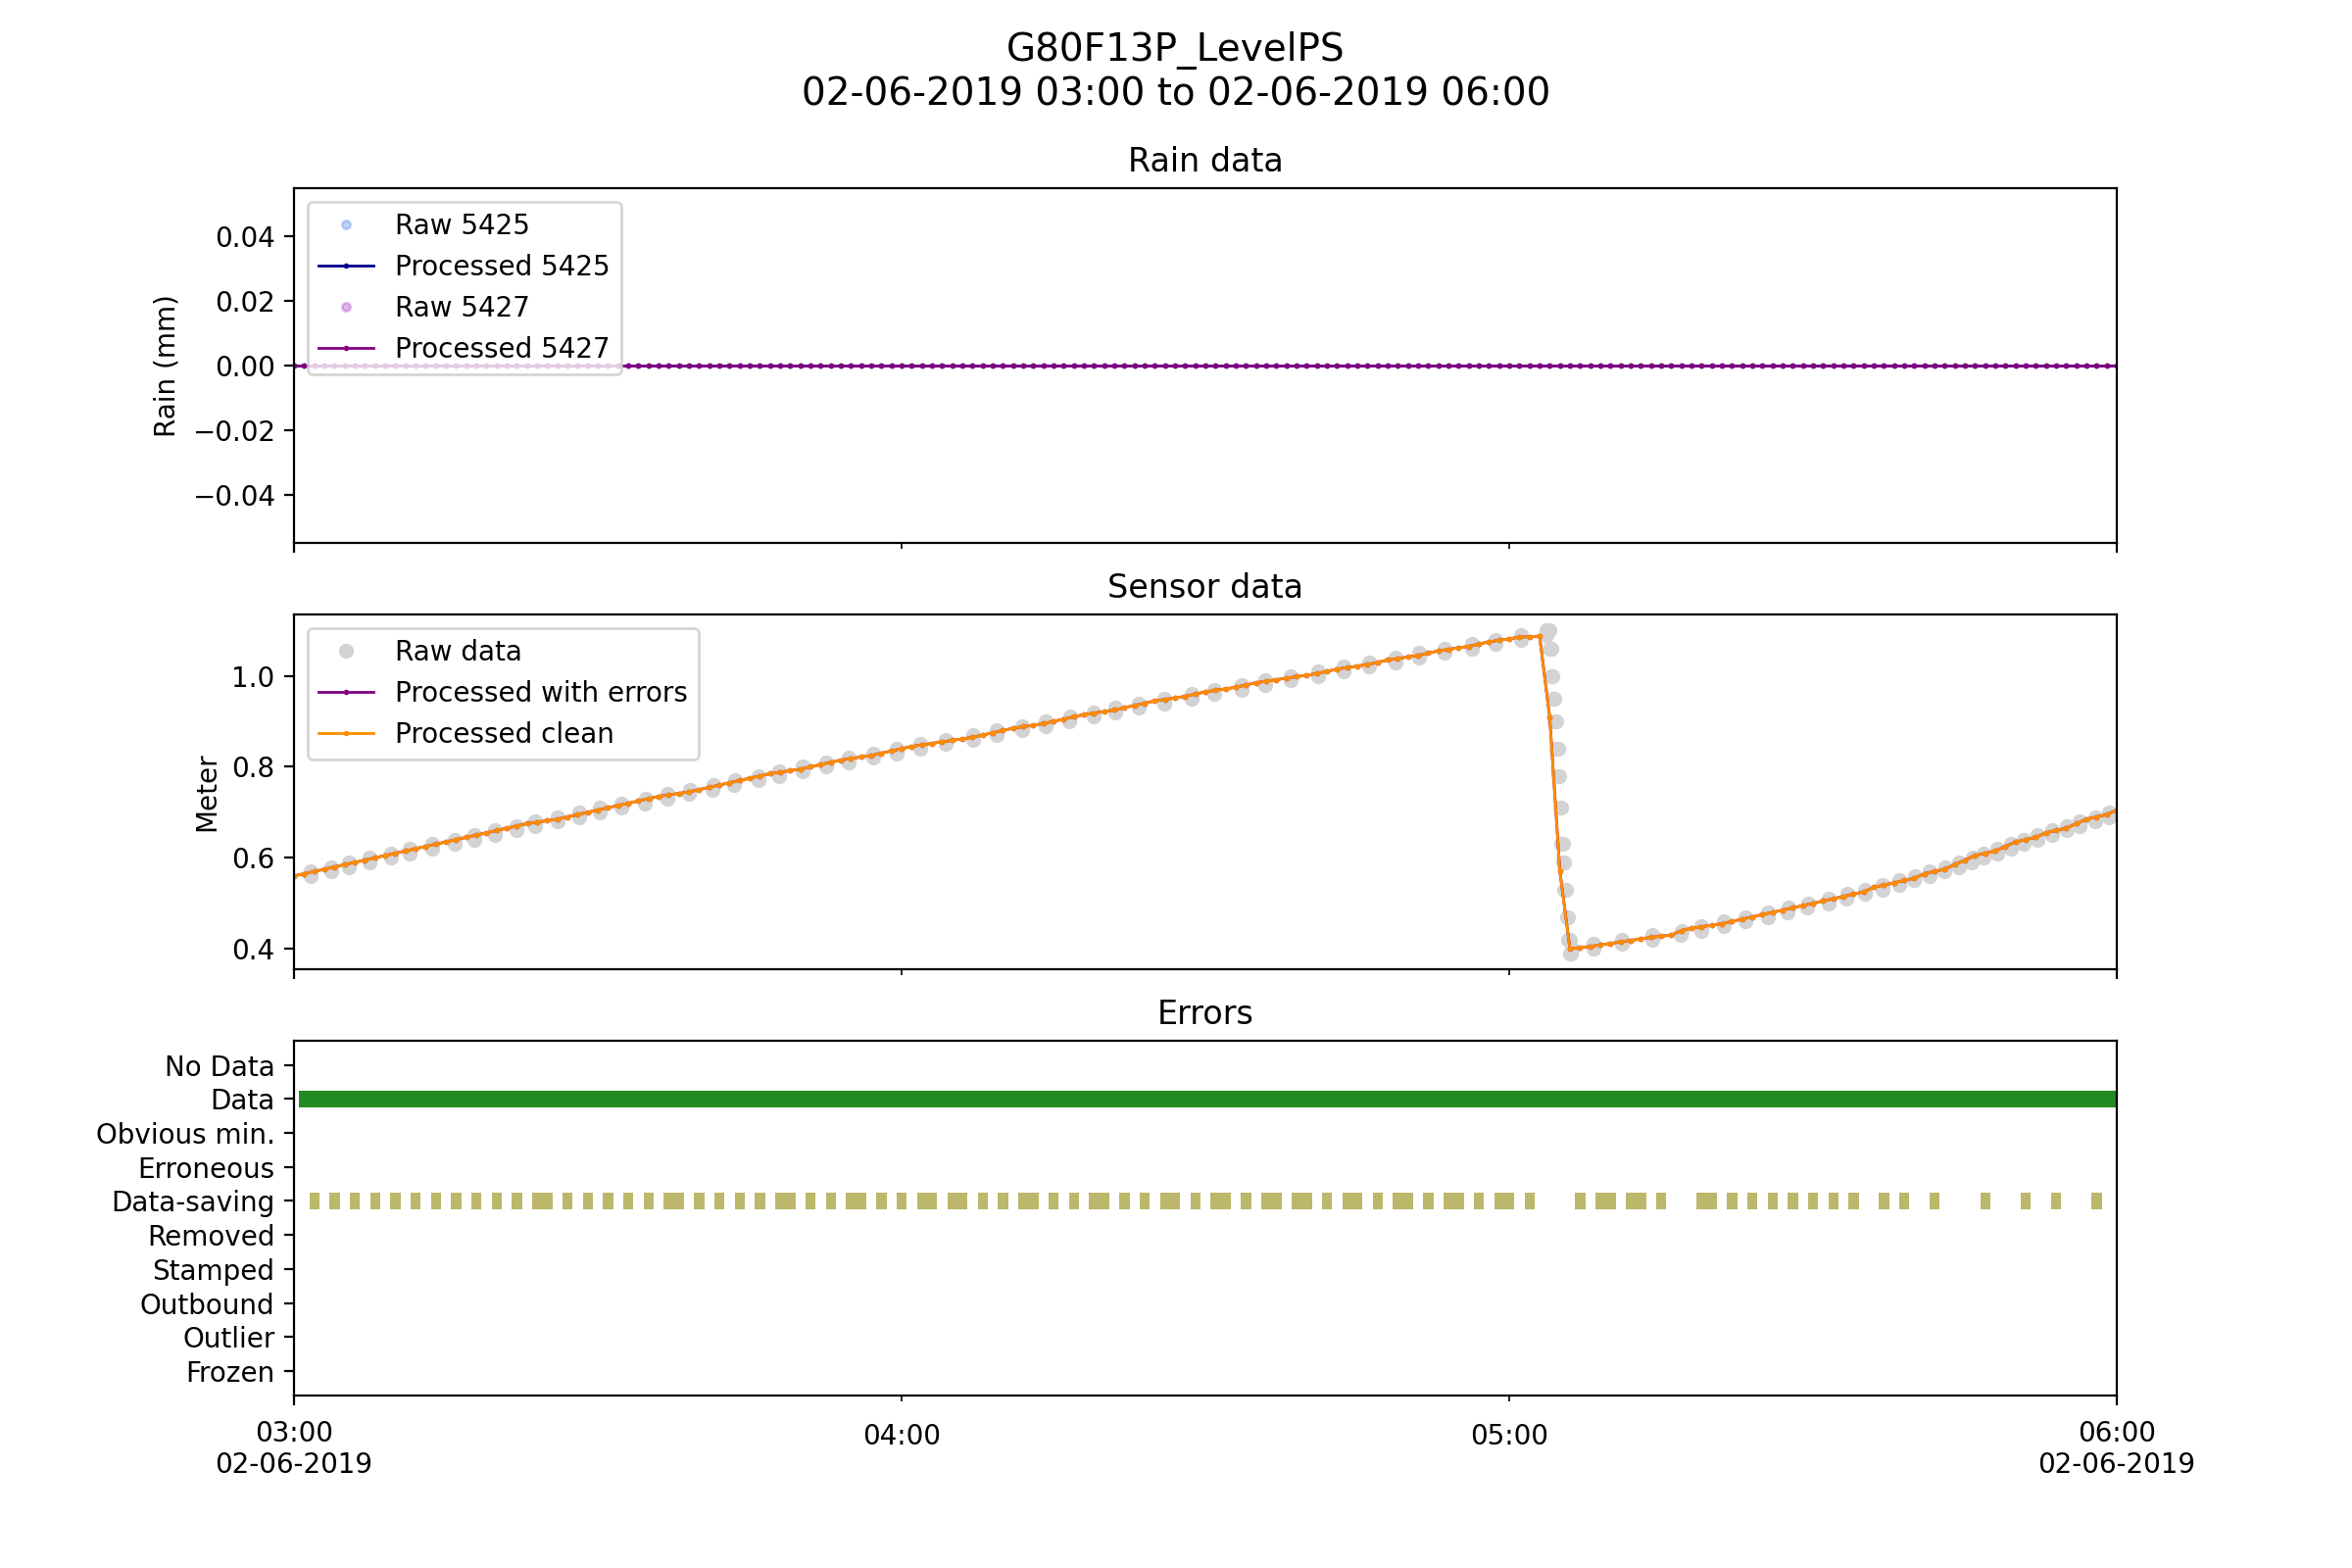 G80F13P_LevelPS
02-06-2019 03:00 to 02-06-2019 06:00
Rain data
Raw 5425
Processed 5425
Raw 5427
Processed 5427
0.04
0.02
0.00
−0.02
−0.04
Rain (mm)
Sensor data
Raw data
Processed with errors
Processed clean
1.0
0.8
0.6
0.4
Meter
Errors
No Data
Data
Obvious min.
Erroneous
Data-saving
Removed
Stamped
Outbound
Outlier
Frozen
03:00
02-06-2019
04:00
05:00
06:00
02-06-2019